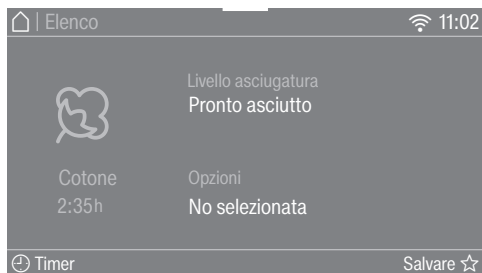 | Elenco 11:02
Livello asciugatura
Pronto asciutto
Cotone
Opzioni
2:35h
No selezionata
Timer Salvare